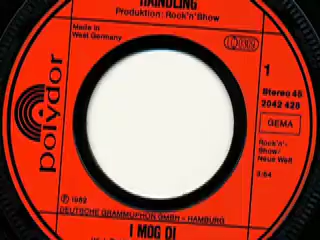 HAINDLING
Produktion: Rock'n'Show
Made in
West Germany
1
Stereo 45
2042 428
GEMA
polydor
Rock'n'-
Show/
Neue Welt
3:54
℗ 1982
DEUTSCHE GRAMMOPHON GMBH - HAMBURG
I MOG DI